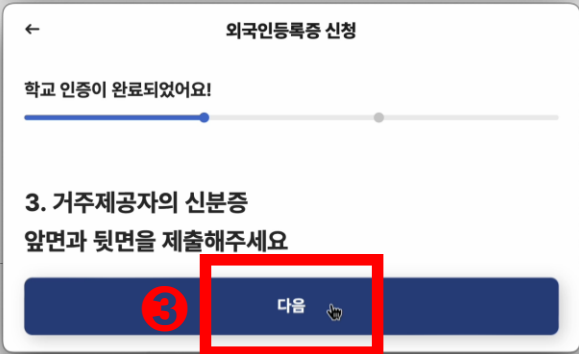 ←
외국인등록증 신청
학교 인증이 완료되었어요!
3. 거주제공자의 신분증
앞면과 뒷면을 제출해주세요
❸ 다음